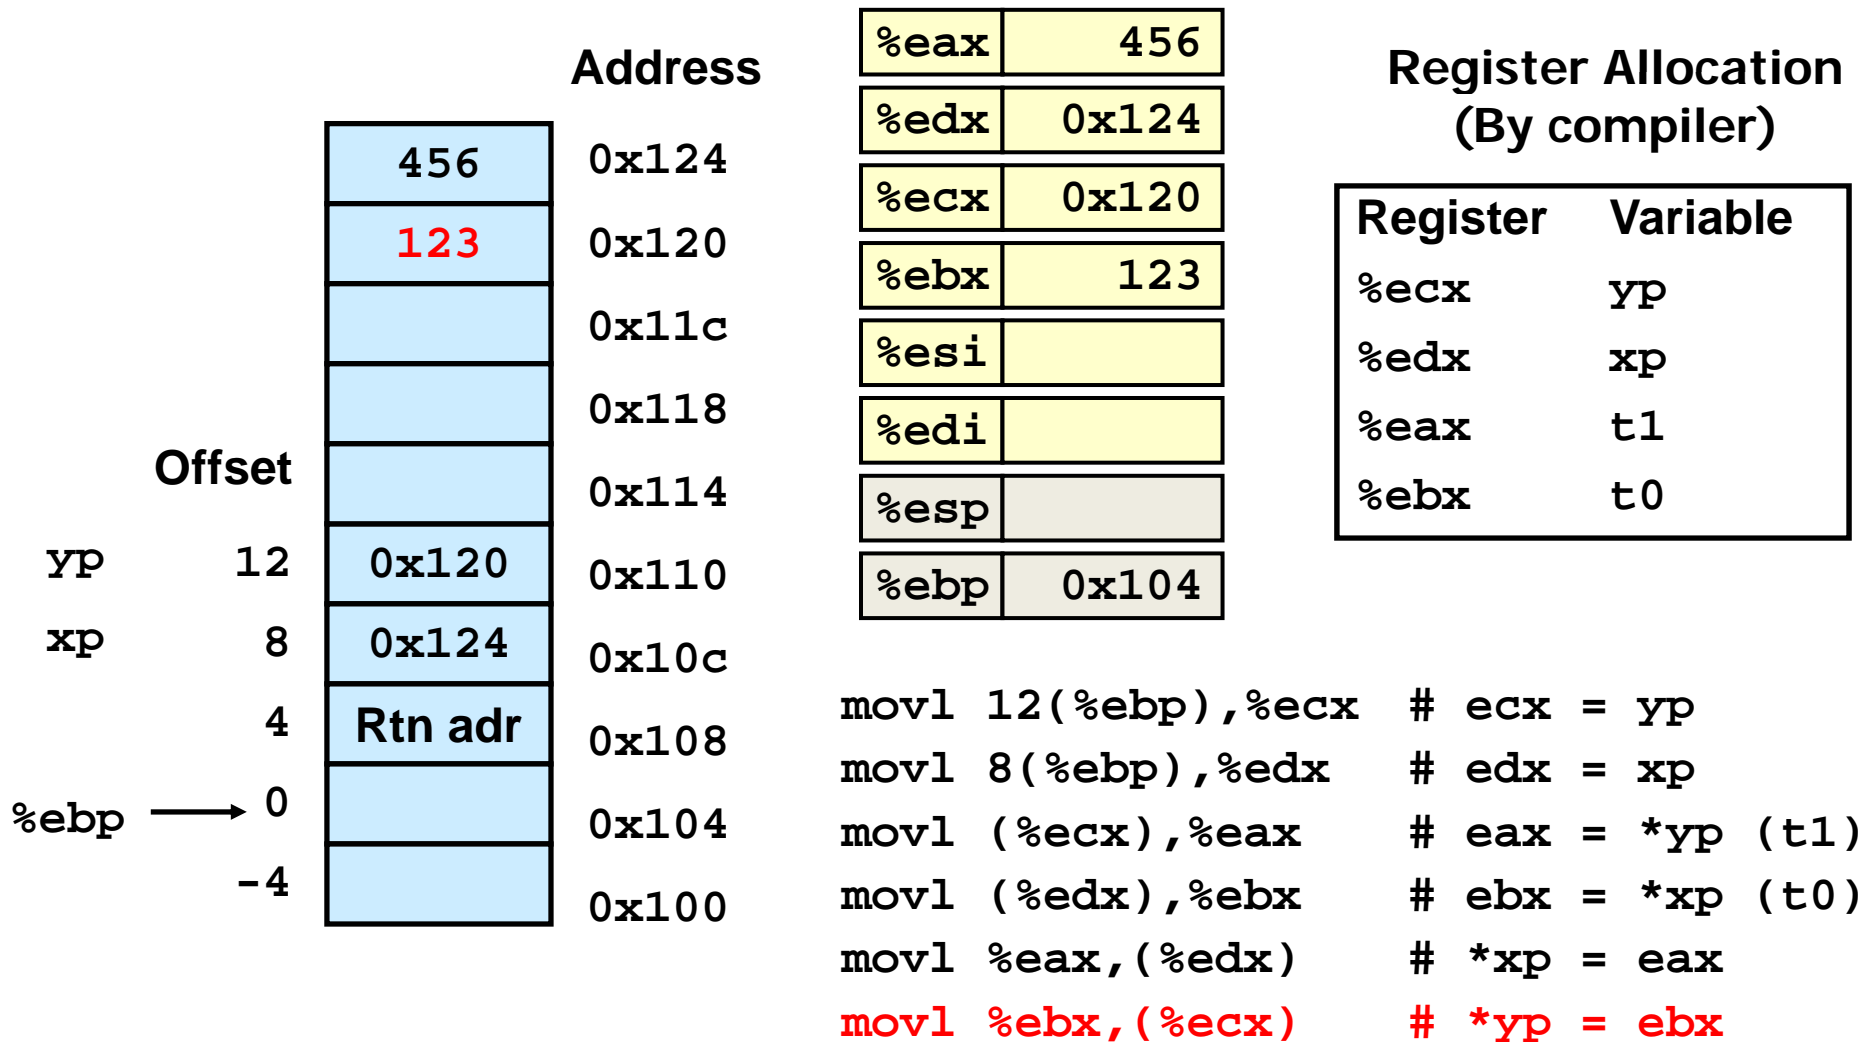 Address
456 0x124
123 0x120
0x11c
0x118
Offset 0x114
yp 12 0x120 0x110
xp 8 0x124 0x10c
4 Rtn adr 0x108
%ebp 0 0x104
-4 0x100
%eax 456
%edx 0x124
%ecx 0x120
%ebx 123
%esi
%edi
%esp
%ebp 0x104
Register Allocation
(By compiler)
Register Variable
%ecx yp
%edx xp
%eax t1
%ebx t0
movl 12(%ebp),%ecx # ecx = yp
movl 8(%ebp),%edx # edx = xp
movl (%ecx),%eax # eax = *yp (t1)
movl (%edx),%ebx # ebx = *xp (t0)
movl %eax,(%edx) # *xp = eax
movl %ebx,(%ecx) # *yp = ebx